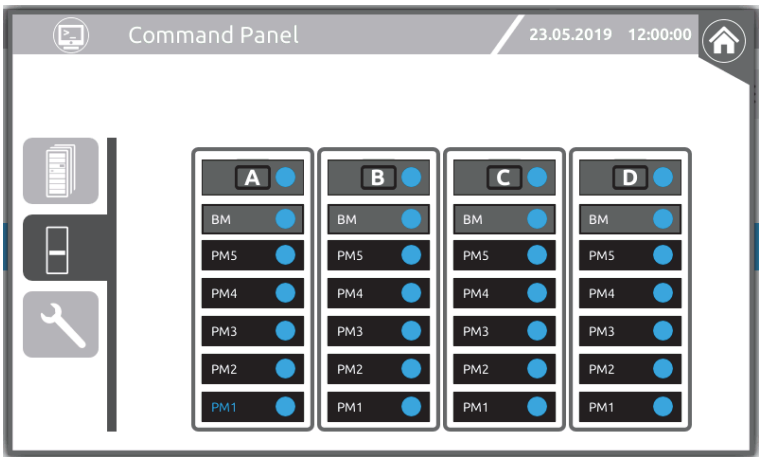 >_
Command Panel
23.05.2019 12:00:00
A B C D
BM BM BM BM
PM5 PM5 PM5 PM5
PM4 PM4 PM4 PM4
PM3 PM3 PM3 PM3
PM2 PM2 PM2 PM2
PM1 PM1 PM1 PM1